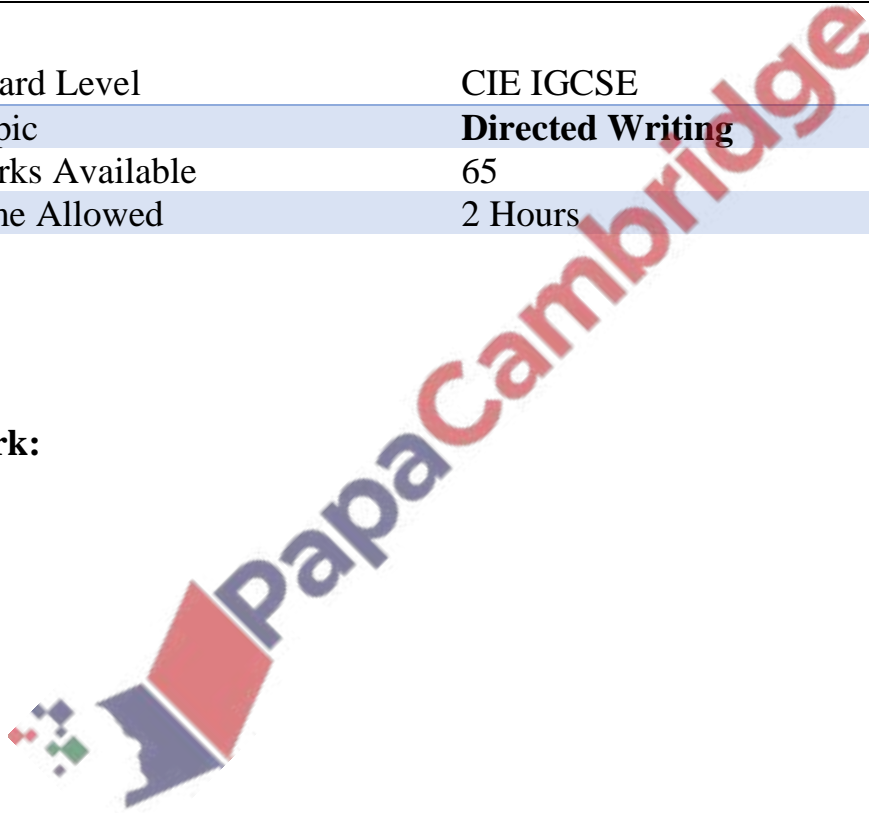 ard Level CIE IGCSE
pic Directed Writing
rks Available 65
ne Allowed 2 Hours
rk:
PapaCambridge